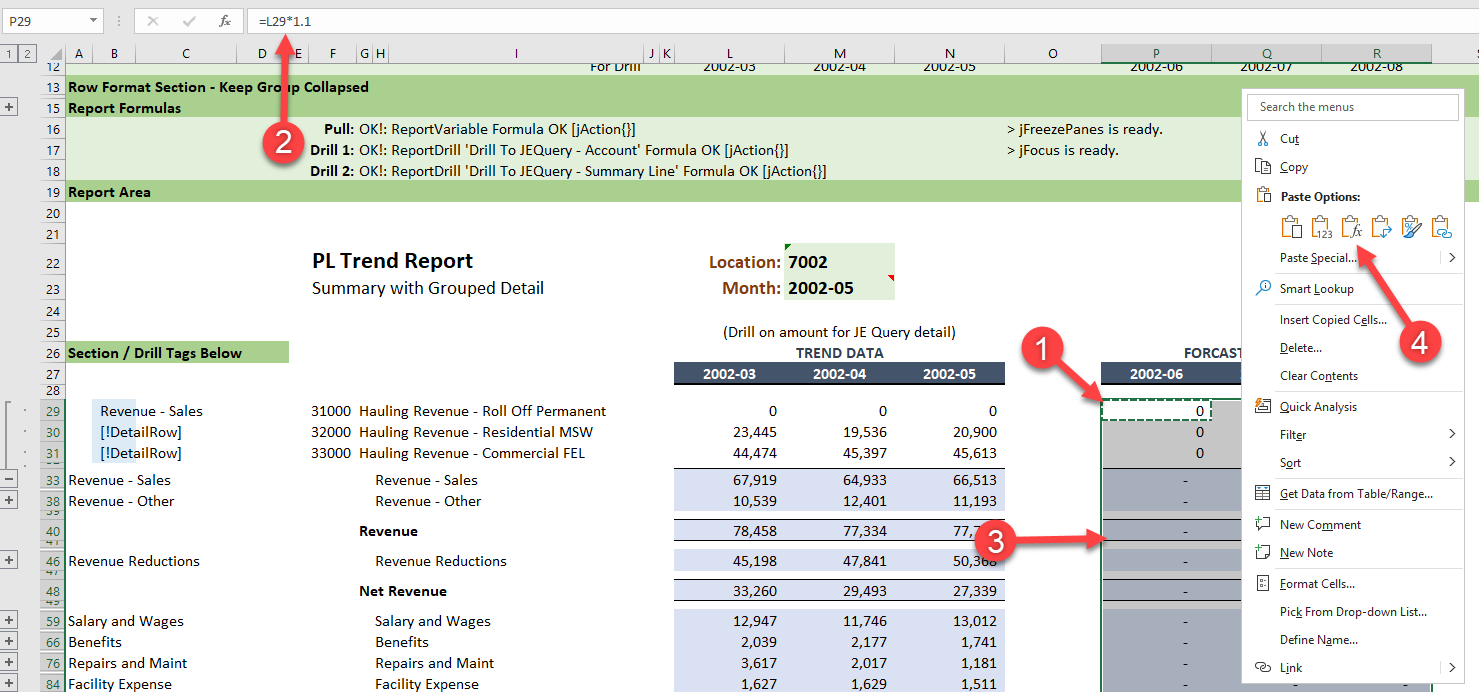 P29 fx =L29*1.1
1 2 A B C D E F G H I J K L M N O P Q R
12 For Drill 2002-03 2002-04 2002-05 2002-06 2002-07 2002-08
13 Row Format Section - Keep Group Collapsed
15 Report Formulas
16 Pull: OK!: ReportVariable Formula OK [jAction{}] > jFreezePanes is ready.
17 Drill 1: OK!: ReportDrill 'Drill To JEQuery - Account' Formula OK [jAction{}] > jFocus is ready.
18 Drill 2: OK!: ReportDrill 'Drill To JEQuery - Summary Line' Formula OK [jAction{}]
19 Report Area
20
21
22 PL Trend Report Location: 7002
23 Summary with Grouped Detail Month: 2002-05
24
25 (Drill on amount for JE Query detail)
26 Section / Drill Tags Below TREND DATA FORCAST
27 2002-03 2002-04 2002-05 2002-06
28
29 Revenue - Sales 31000 Hauling Revenue - Roll Off Permanent 0 0 0 0
30 [!DetailRow] 32000 Hauling Revenue - Residential MSW 23,445 19,536 20,900 0
31 [!DetailRow] 33000 Hauling Revenue - Commercial FEL 44,474 45,397 45,613 0
33 Revenue - Sales Revenue - Sales 67,919 64,933 66,513 -
38 Revenue - Other Revenue - Other 10,539 12,401 11,193 -
39
40 Revenue 78,458 77,334 -
41
46 Revenue Reductions Revenue Reductions 45,198 47,841 50,368 -
47
48 Net Revenue 33,260 29,493 27,339 -
49
59 Salary and Wages Salary and Wages 12,947 11,746 13,012 -
66 Benefits Benefits 2,039 2,177 1,741 -
76 Repairs and Maint Repairs and Maint 3,617 2,017 1,181 -
84 Facility Expense Facility Expense 1,627 1,629 1,511 -
1
2
3
4
Search the menus
Cut
Copy
Paste Options:
123 fx %
Paste Special...
Smart Lookup
Insert Copied Cells...
Delete...
Clear Contents
Quick Analysis
Filter
Sort
Get Data from Table/Range...
New Comment
New Note
Format Cells...
Pick From Drop-down List...
Define Name...
Link